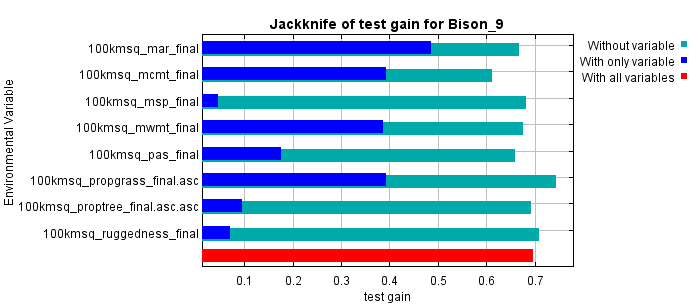 Jackknife of test gain for Bison_9
Environmental Variable
100kmsq_mar_final
100kmsq_mcmt_final
100kmsq_msp_final
100kmsq_mwmt_final
100kmsq_pas_final
100kmsq_propgrass_final.asc
100kmsq_proptree_final.asc.asc
100kmsq_ruggedness_final
Without variable
With only variable
With all variables
0.1 0.2 0.3 0.4 0.5 0.6 0.7
test gain